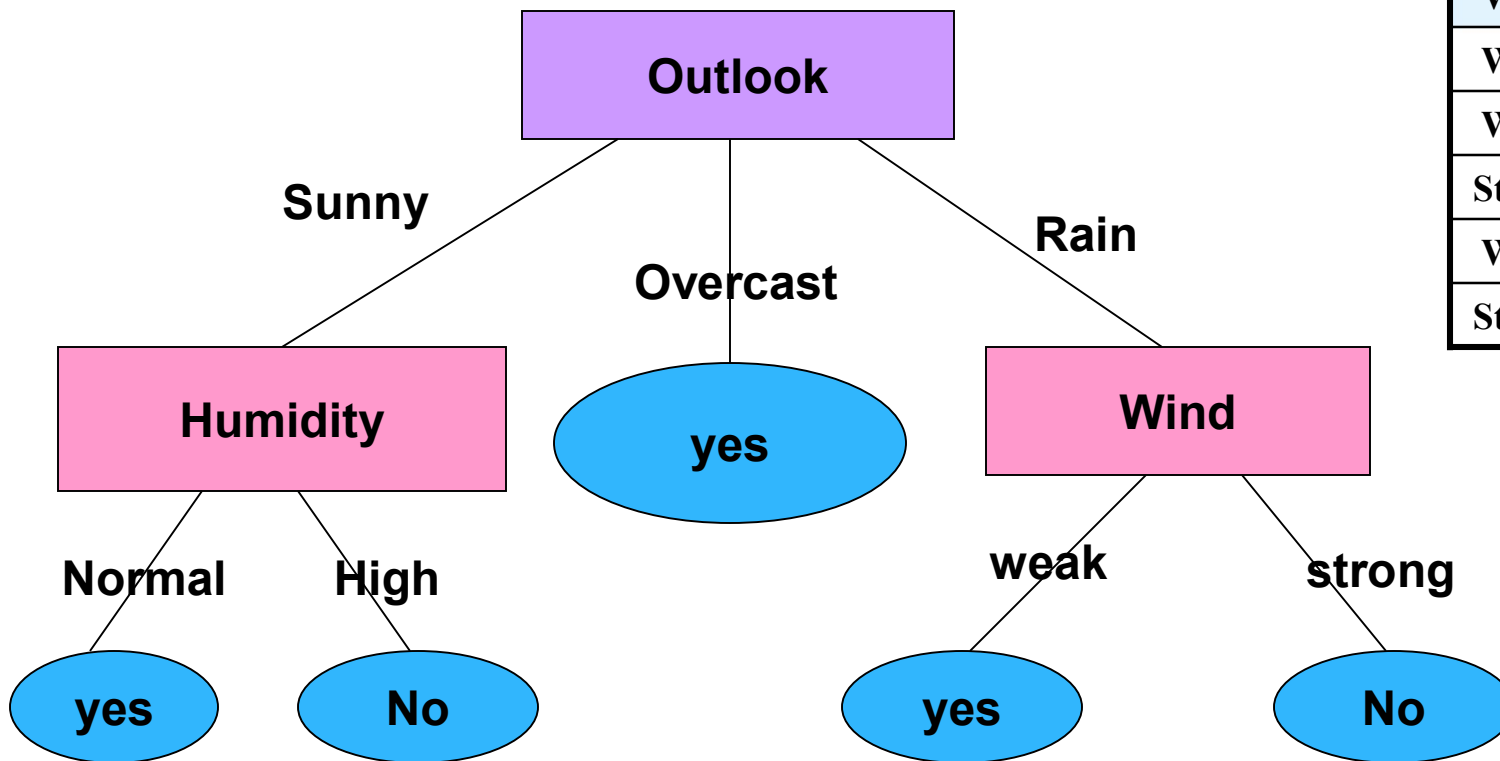 Outlook
Sunny
Rain
Overcast
Humidity
yes
Wind
Normal
High
weak
strong
yes
No
yes
No